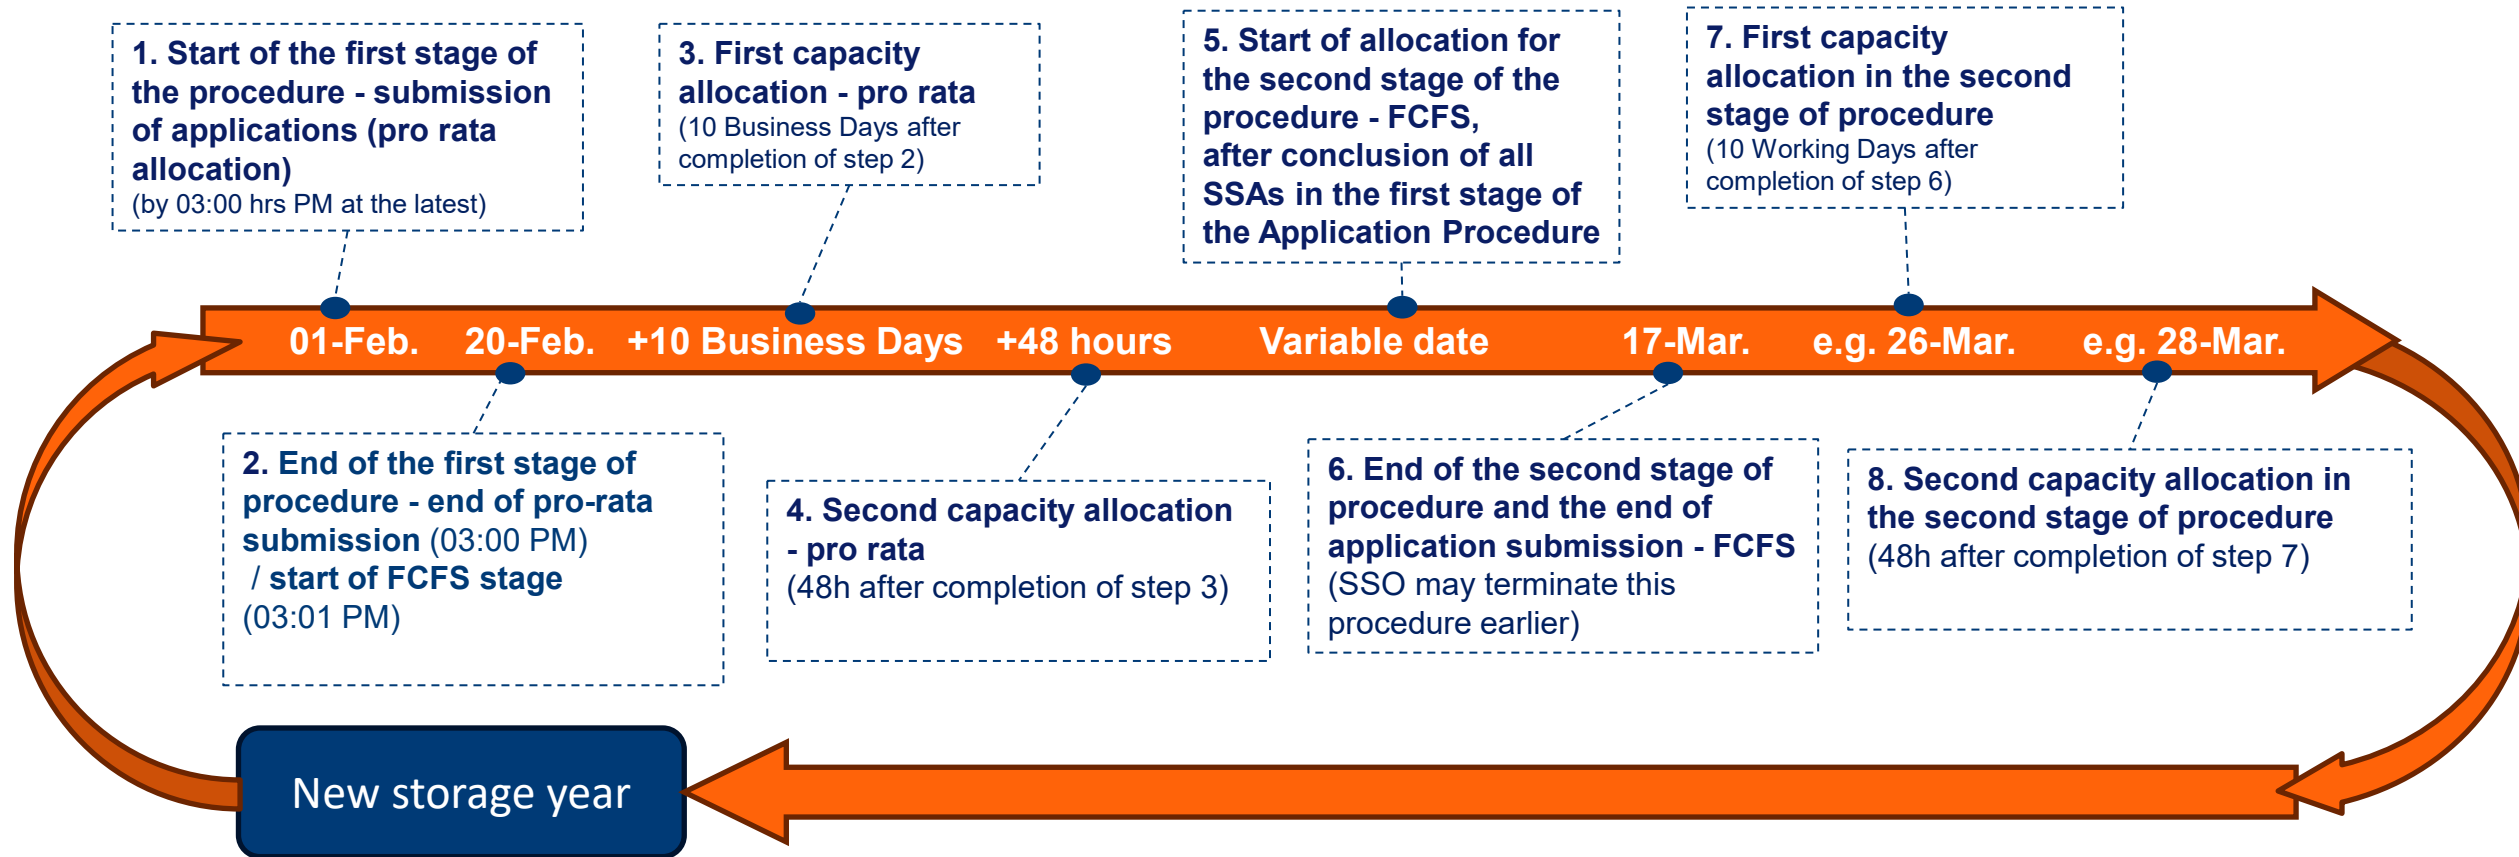 1. Start of the first stage of
the procedure - submission
of applications (pro rata
allocation)
(by 03:00 hrs PM at the latest)
3. First capacity
allocation - pro rata
(10 Business Days after
completion of step 2)
5. Start of allocation for
the second stage of the
procedure - FCFS,
after conclusion of all
SSAs in the first stage of
the Application Procedure
7. First capacity
allocation in the second
stage of procedure
(10 Working Days after
completion of step 6)
01-Feb. 20-Feb. +10 Business Days +48 hours Variable date 17-Mar. e.g. 26-Mar. e.g. 28-Mar.
2. End of the first stage of
procedure - end of pro-rata
submission (03:00 PM)
/ start of FCFS stage
(03:01 PM)
4. Second capacity allocation
- pro rata
(48h after completion of step 3)
6. End of the second stage of
procedure and the end of
application submission - FCFS
(SSO may terminate this
procedure earlier)
8. Second capacity allocation in
the second stage of procedure
(48h after completion of step 7)
New storage year